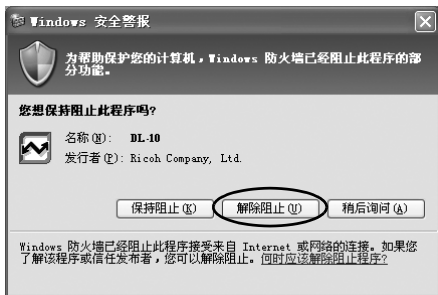 Windows 安全警报
为帮助保护您的计算机，Windows 防火墙已经阻止此程序的部
分功能。
您想保持阻止此程序吗?
名称(N): DL-10
发行者(P): Ricoh Company, Ltd.
保持阻止(K) 解除阻止(U) 稍后询问(A)
Windows 防火墙已经阻止此程序接受来自 Internet 或网络的连接。如果您
了解该程序或信任发布者，您可以解除阻止。何时应该解除阻止程序?